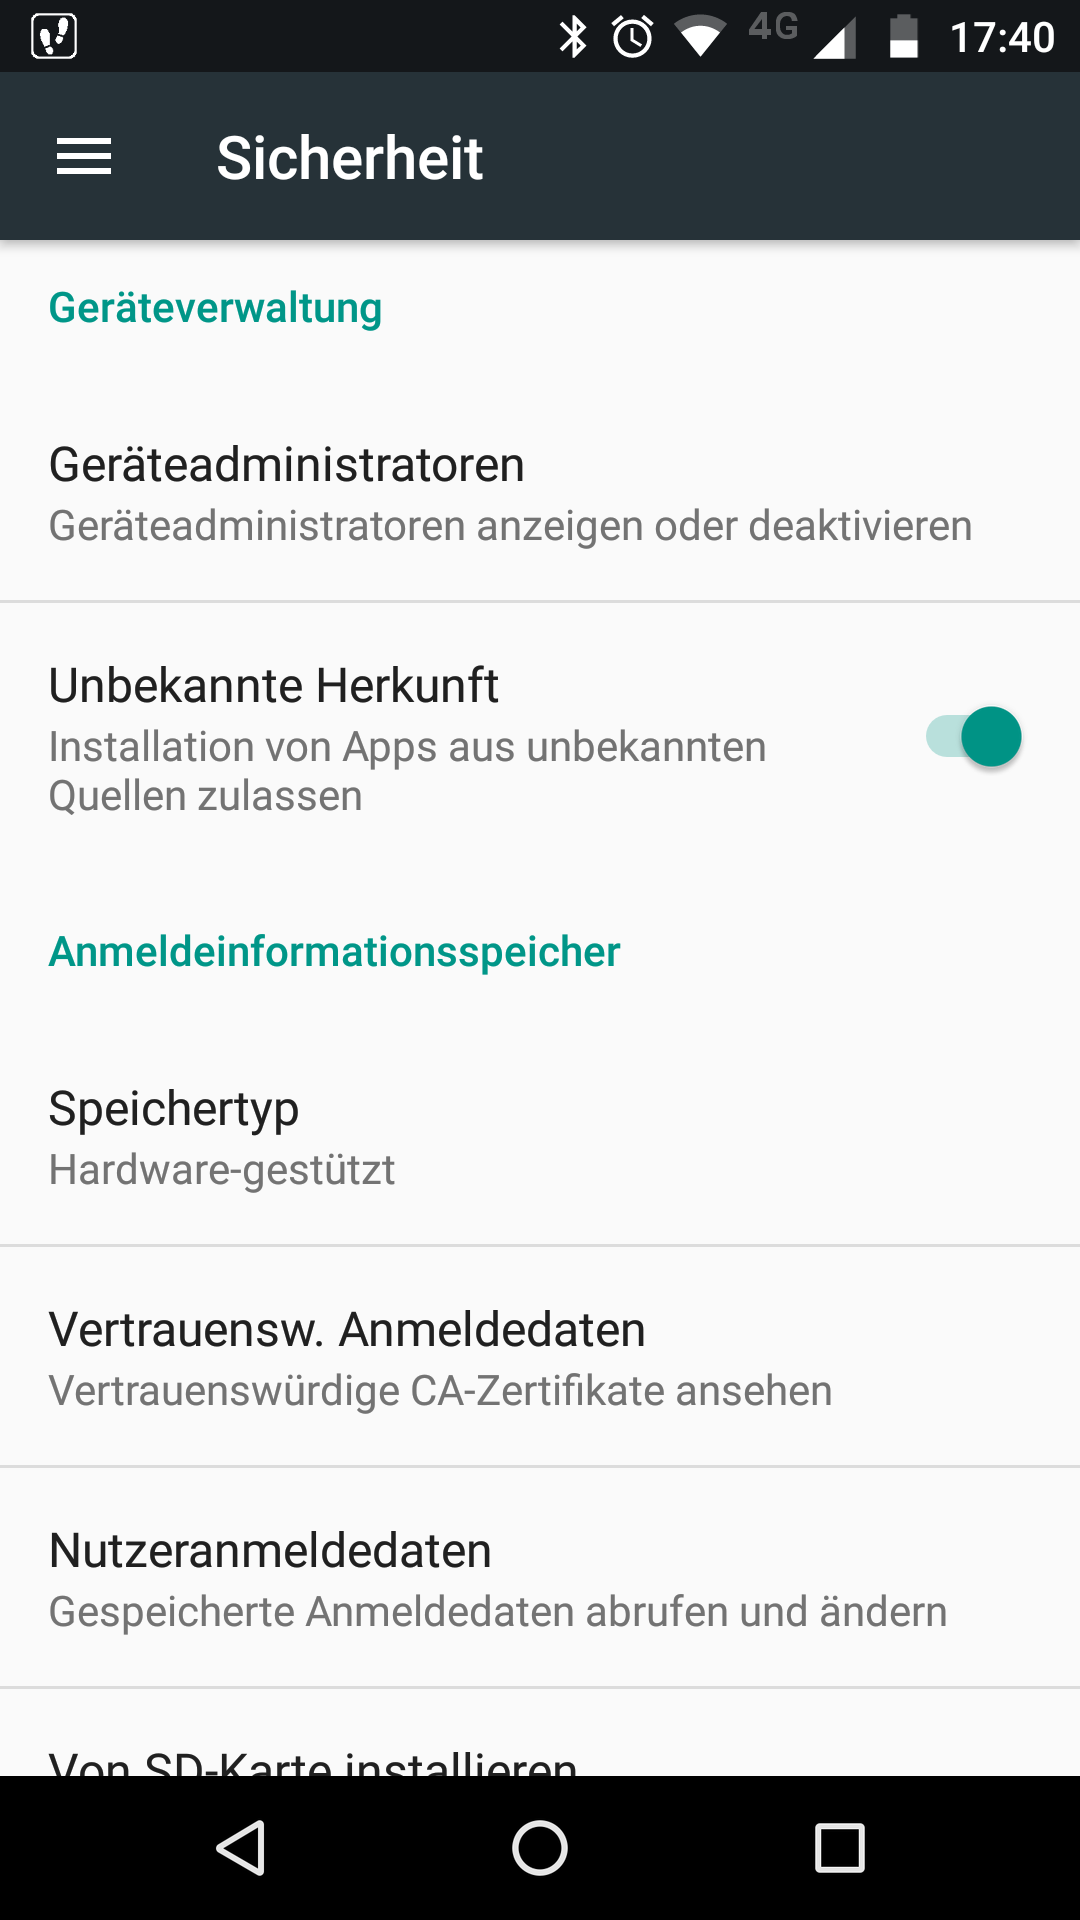 4G 17:40
Sicherheit
Geräteverwaltung
Geräteadministratoren
Geräteadministratoren anzeigen oder deaktivieren
Unbekannte Herkunft
Installation von Apps aus unbekannten
Quellen zulassen
Anmeldeinformationsspeicher
Speichertyp
Hardware-gestützt
Vertrauensw. Anmeldedaten
Vertrauenswürdige CA-Zertifikate ansehen
Nutzeranmeldedaten
Gespeicherte Anmeldedaten abrufen und ändern
Von SD-Karte installieren